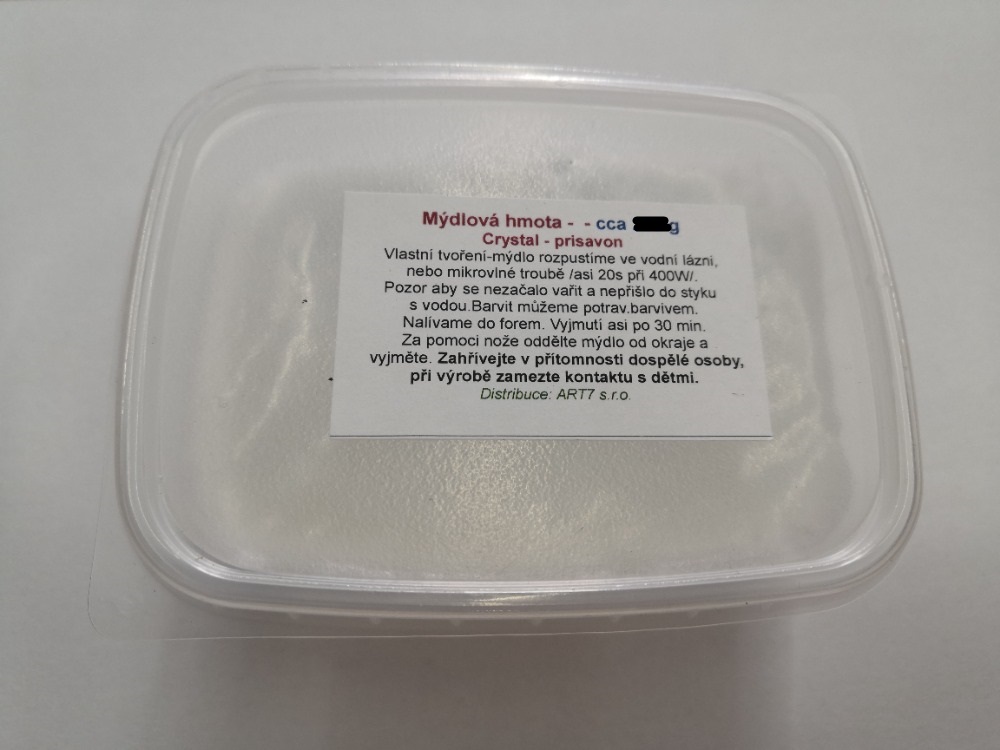 Mýdlová hmota - - cca g
Crystal - prisavon
Vlastní tvoření-mýdlo rozpustíme ve vodní lázni,
nebo mikrovlné troubě /asi 20s při 400W/.
Pozor aby se nezačalo vařit a nepřišlo do styku
s vodou.Barvit můžeme potrav.barvivem.
Nalívame do forem. Vyjmutí asi po 30 min.
Za pomoci nože oddělte mýdlo od okraje a
vyjměte. Zahřívejte v přítomnosti dospělé osoby,
při výrobě zamezte kontaktu s dětmi.
Distribuce: ART7 s.r.o.